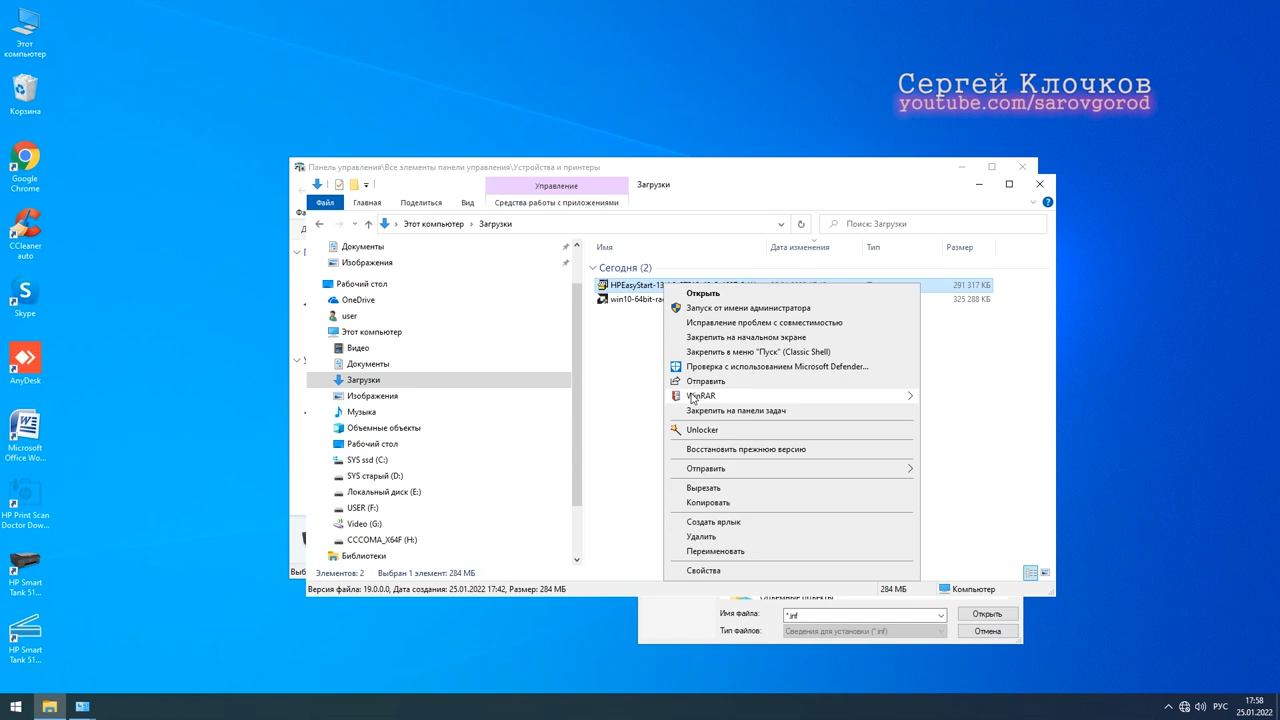 Этот
компьютер
Корзина
Google
Chrome
CCleaner
auto
Skype
AnyDesk
Microsoft
Office Wo...
HP Print Scan
Doctor Dow...
HP Smart
Tank 51...
HP Smart
Tank 51...
Сергей Клочков
youtube.com/sarovgorod
Панель управления\Все элементы панели управления\Устройства и принтеры
Управление
Загрузки
Файл
Главная
Поделиться
Вид
Средства работы с приложениями
Этот компьютер › Загрузки
Поиск: Загрузки
Документы
Изображения
Рабочий стол
OneDrive
user
Этот компьютер
Видео
Документы
Загрузки
Изображения
Музыка
Объемные объекты
Рабочий стол
SYS ssd (C:)
SYS старый (D:)
Локальный диск (E:)
USER (F:)
Video (G:)
CCCOMA_X64F (H:)
Библиотеки
Имя
Дата изменения
Тип
Размер
Сегодня (2)
HPEasyStart-13
291 317 КБ
win10-64bit-ra
325 288 КБ
Открыть
Запуск от имени администратора
Исправление проблем с совместимостью
Закрепить на начальном экране
Закрепить в меню "Пуск" (Classic Shell)
Проверка с использованием Microsoft Defender...
Отправить
WinRAR
Закрепить на панели задач
Unlocker
Восстановить прежнюю версию
Отправить
Вырезать
Копировать
Создать ярлык
Удалить
Переименовать
Свойства
Элементов: 2 Выбран 1 элемент: 284 МБ
Версия файла: 19.0.0.0, Дата создания: 25.01.2022 17:42, Размер: 284 МБ
284 МБ
Компьютер
Объемные объекты
Имя файла:
*.inf
Открыть
Тип файлов:
Сведения для установки (*.inf)
Отмена
РУС
17:58
25.01.2022